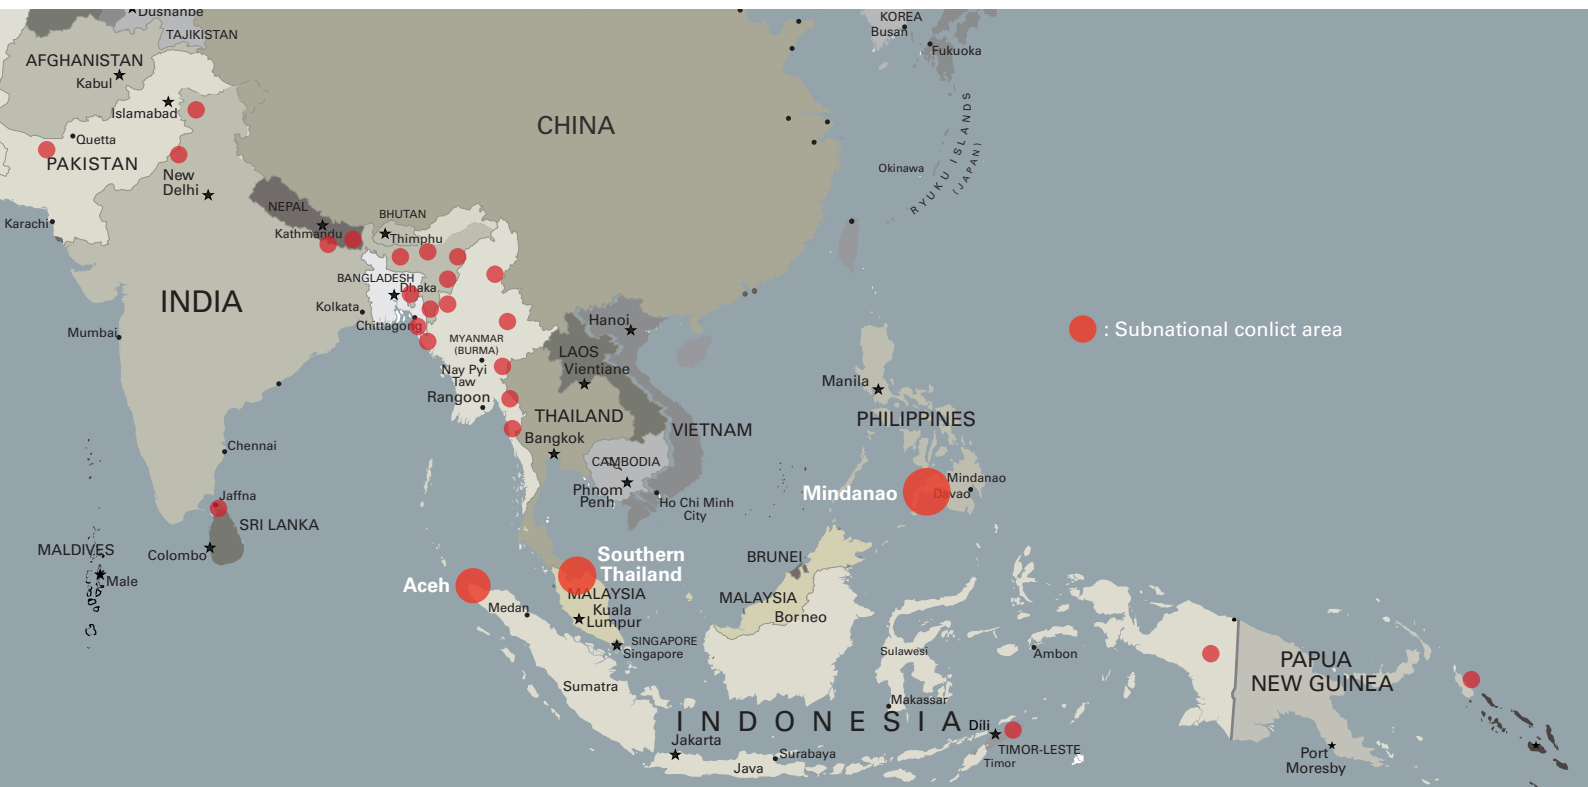 Dushanbe
TAJIKISTAN
KOREA
Busan
Fukuoka
AFGHANISTAN
Kabul
Islamabad
CHINA
Quetta
PAKISTAN
New
Delhi
Okinawa
RYUKU ISLANDS
(JAPAN)
NEPAL
Kathmandu
BHUTAN
Thimphu
Karachi
BANGLADESH
Dhaka
INDIA
Kolkata
Chittagong
Mumbai
MYANMAR
(BURMA)
Nay Pyi
Taw
Rangoon
Hanoi
LAOS
Vientiane
: Subnational conlict area
THAILAND
Bangkok
VIETNAM
CAMBODIA
Phnom
Penh
Ho Chi Minh
City
Manila
PHILIPPINES
Mindanao
Mindanao
Davao
Chennai
Jaffna
SRI LANKA
Colombo
MALDIVES
Male
Aceh
Southern
Thailand
MALAYSIA
Kuala
Lumpur
Medan
SINGAPORE
Singapore
BRUNEI
MALAYSIA
Borneo
Sumatra
Sulawesi
Ambon
Makassar
INDONESIA
Jakarta
Java
Surabaya
Dili
TIMOR-LESTE
Timor
PAPUA
NEW GUINEA
Port
Moresby